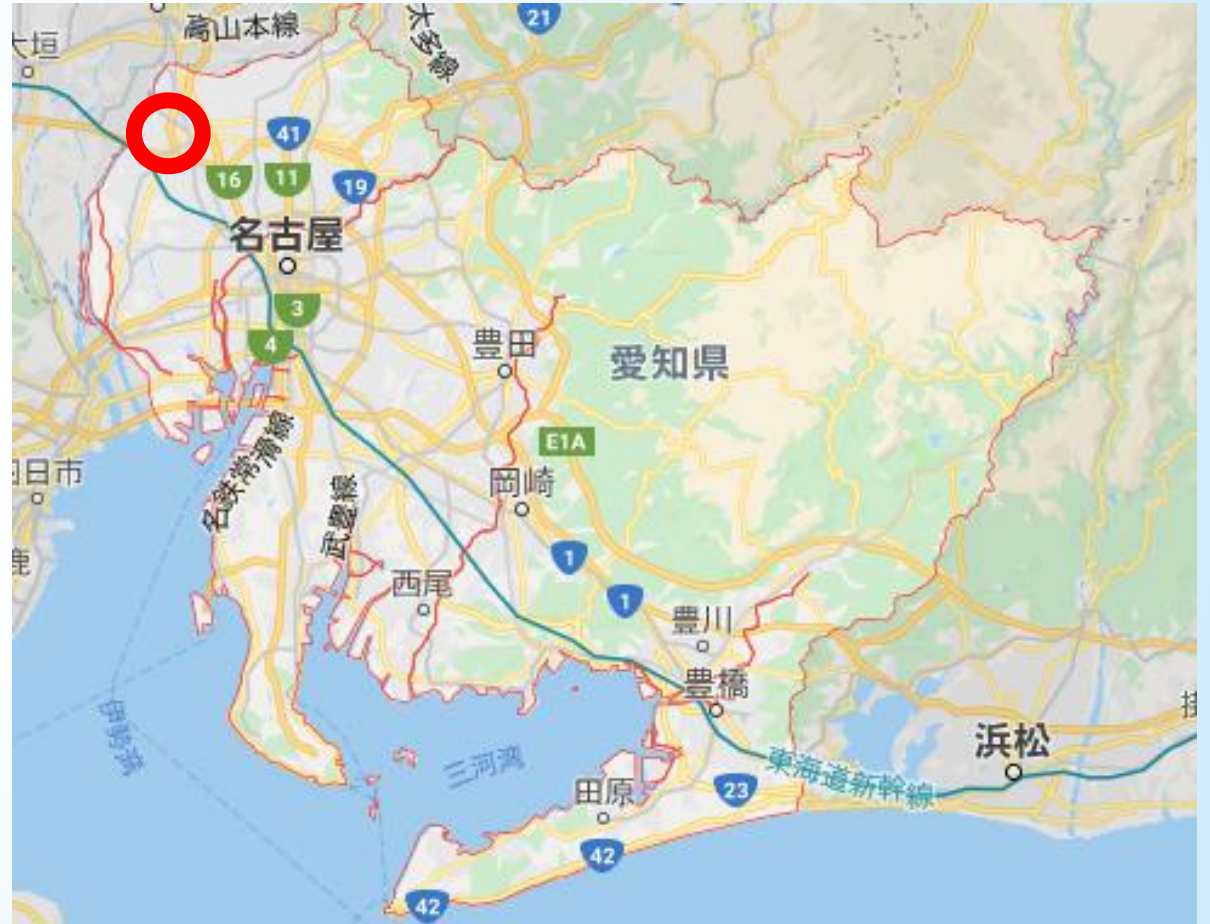 高山本線
太多線
21
大垣
41
16
11
19
名古屋
3
4
豊田
愛知県
E1A
日市
名鉄常滑線
武豊線
岡崎
鹿
1
西尾
1
豊川
豊橋
伊勢湾
三河湾
浜松
東海道新幹線
田原
23
掛
42
42